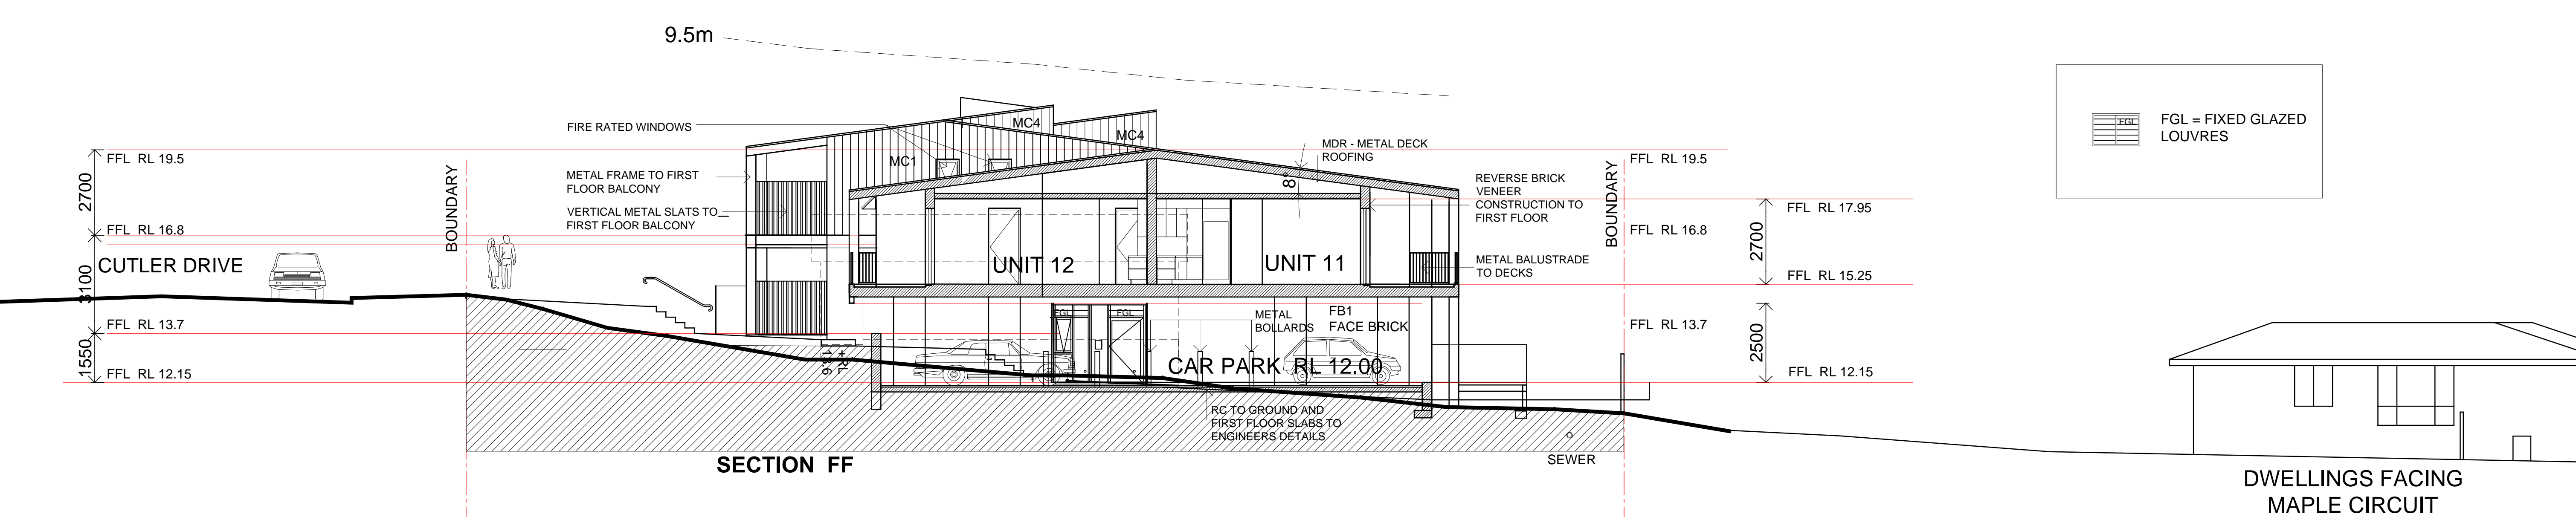 9.5m
FGL
FGL = FIXED GLAZED
LOUVRES
FIRE RATED WINDOWS
MC4
MC4
MC1
MDR - METAL DECK
ROOFING
8°
FFL RL 19.5
2700
BOUNDARY
METAL FRAME TO FIRST
FLOOR BALCONY
VERTICAL METAL SLATS TO
FIRST FLOOR BALCONY
REVERSE BRICK
VENEER
CONSTRUCTION TO
FIRST FLOOR
BOUNDARY
FFL RL 19.5
FFL RL 17.95
FFL RL 16.8
FFL RL 16.8
2700
CUTLER DRIVE
3100
UNIT 12
UNIT 11
METAL BALUSTRADE
TO DECKS
FFL RL 15.25
FFL RL 13.7
FGL
FGL
METAL
BOLLARDS
FB1
FACE BRICK
FFL RL 13.7
2500
1550
+RL
13.6
CAR PARK RL 12.00
FFL RL 12.15
FFL RL 12.15
RC TO GROUND AND
FIRST FLOOR SLABS TO
ENGINEERS DETAILS
SECTION FF
SEWER
DWELLINGS FACING
MAPLE CIRCUIT